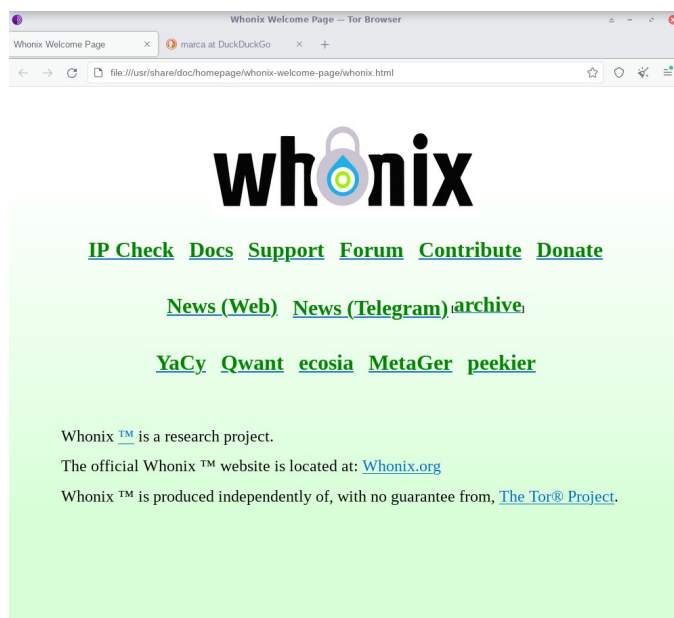 Whonix Welcome Page — Tor Browser
Whonix Welcome Page
marca at DuckDuckGo
file:///usr/share/doc/homepage/whonix-welcome-page/whonix.html
whonix
IP Check Docs Support Forum Contribute Donate
News (Web) News (Telegram) [archive]
YaCy Qwant ecosia MetaGer peekier
Whonix ™ is a research project.
The official Whonix ™ website is located at: Whonix.org
Whonix ™ is produced independently of, with no guarantee from, The Tor® Project.